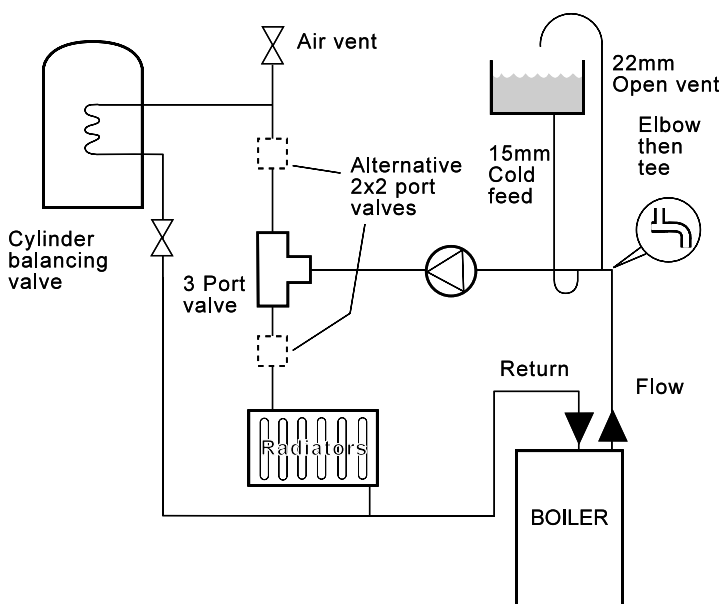 Air vent
22mm
Open vent
Elbow
then
tee
15mm
Cold
feed
Alternative
2x2 port
valves
Cylinder
balancing
valve
3 Port
valve
Return
Flow
Radiators
BOILER